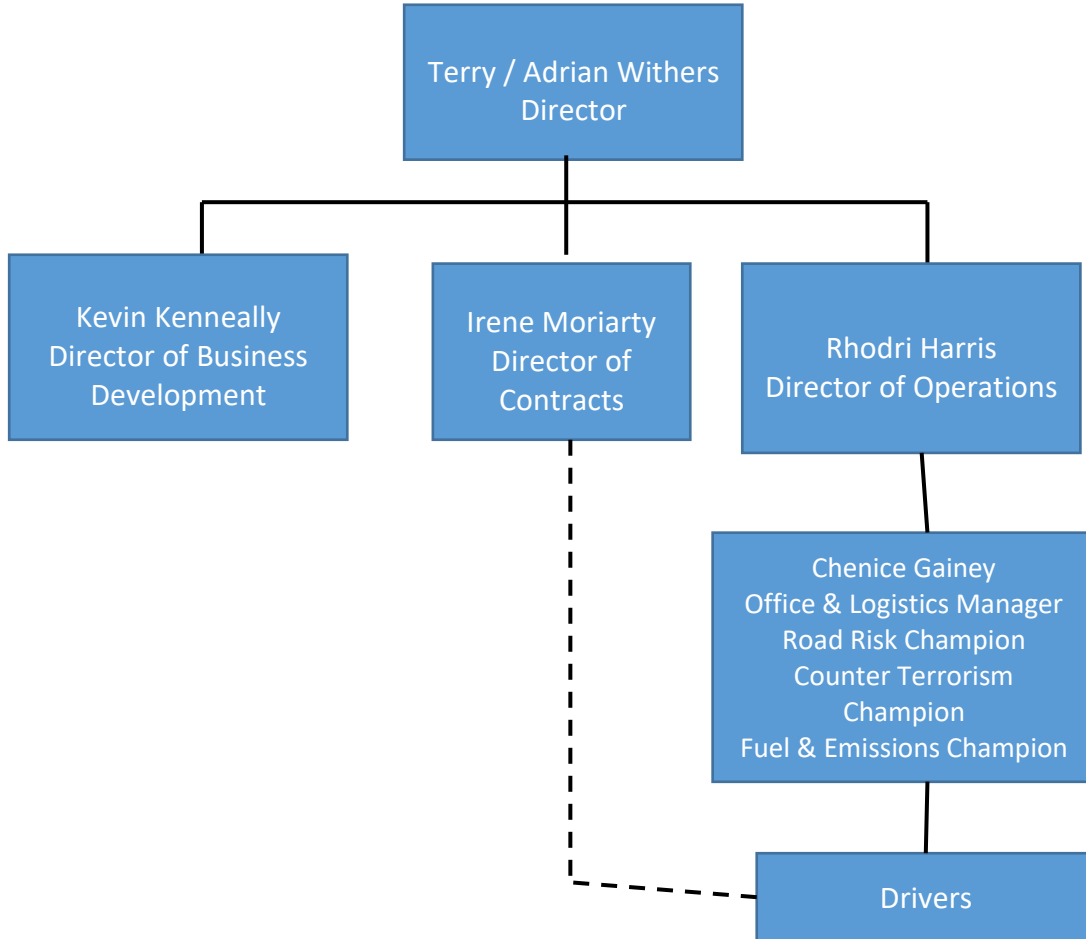 Terry / Adrian Withers
Director
Kevin Kenneally
Director of Business
Development
Irene Moriarty
Director of
Contracts
Rhodri Harris
Director of Operations
Chenice Gainey
Office & Logistics Manager
Road Risk Champion
Counter Terrorism
Champion
Fuel & Emissions Champion
Drivers